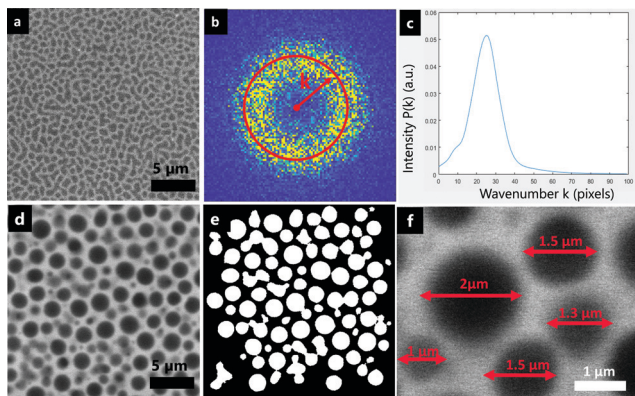 a
5 µm
b
k
c
Intensity P(k) (a.u.)
0.06
0.05
0.04
0.03
0.02
0.01
0
0 10 20 30 40 50 60 70 80 90 100
Wavenumber k (pixels)
d
5 µm
e
f
1.5 µm
2µm
1.3 µm
1 µm
1.5 µm
1 µm